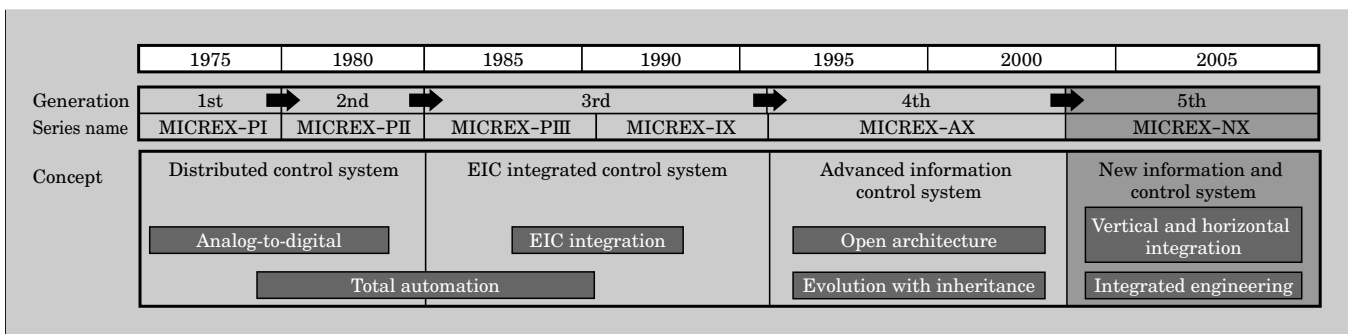 1975 1980 1985 1990 1995 2000 2005
Generation 1st 2nd 3rd 4th 5th
Series name MICREX-PⅠ MICREX-PⅡ MICREX-PⅢ MICREX-IX MICREX-AX MICREX-NX
Concept Distributed control system EIC integrated control system Advanced information New information and
control system control system
Analog-to-digital EIC integration Open architecture Vertical and horizontal
integration
Total automation Evolution with inheritance Integrated engineering